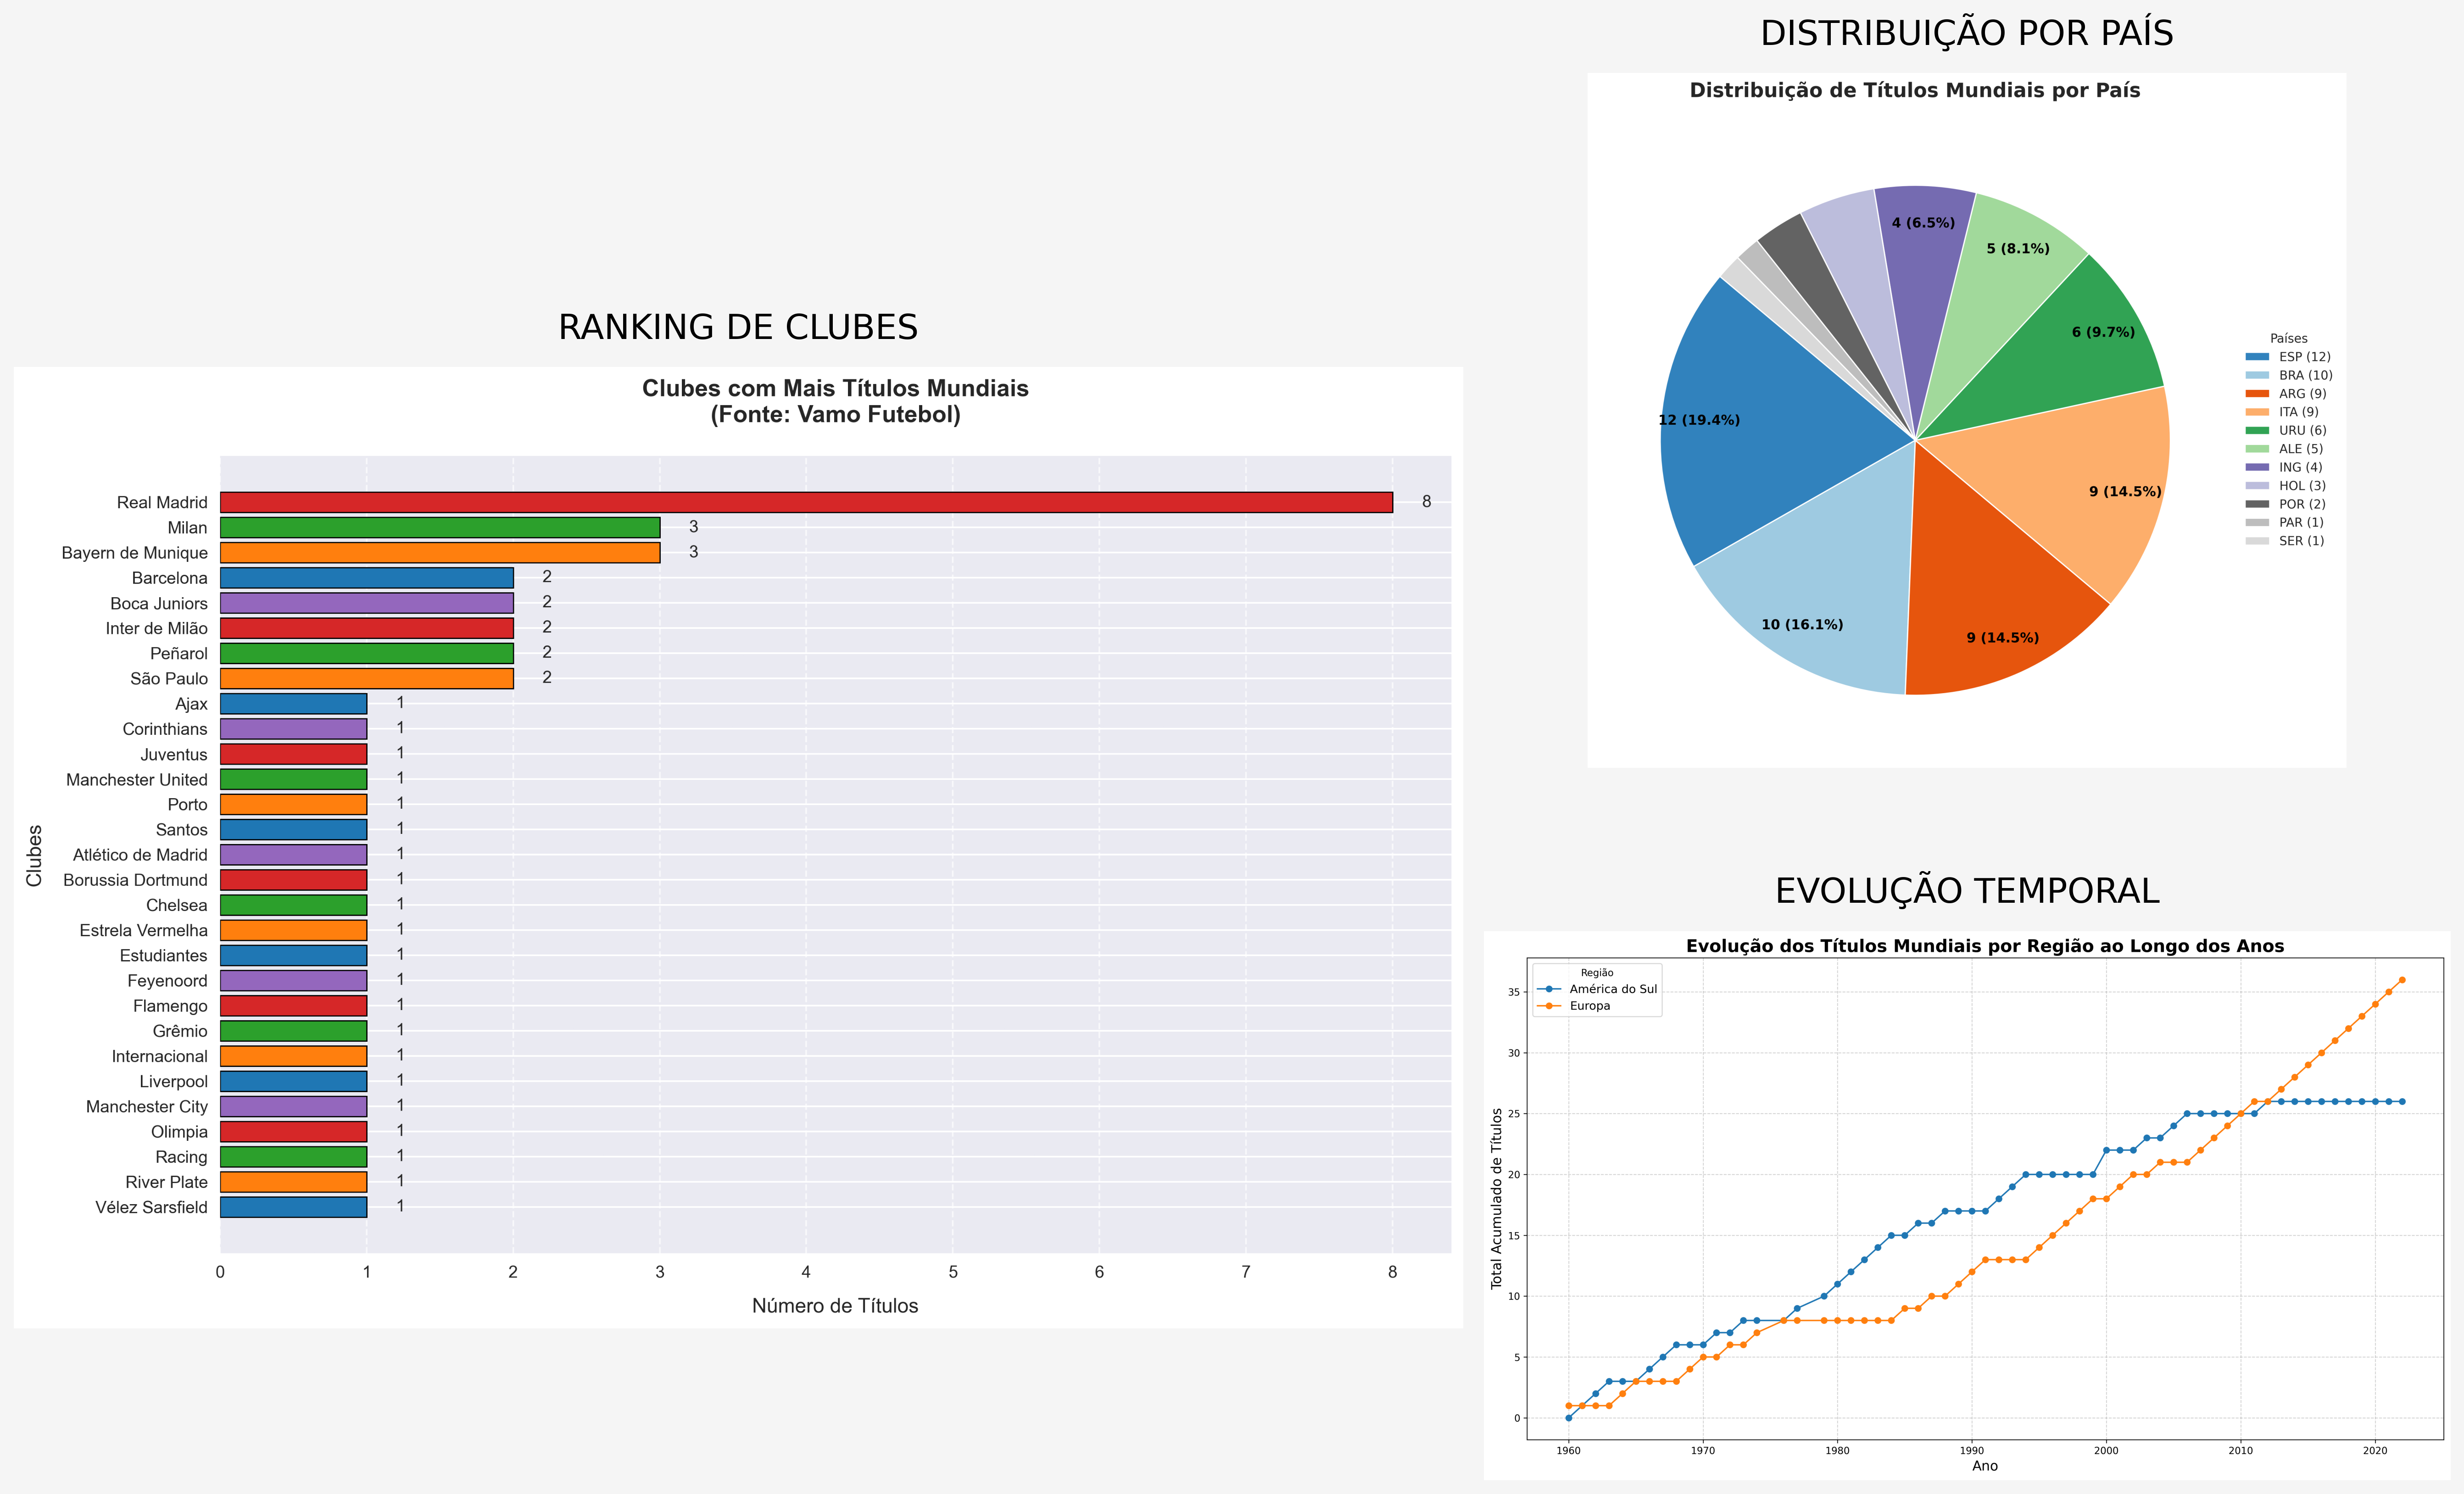 RANKING DE CLUBES
Clubes com Mais Títulos Mundiais
(Fonte: Vamo Futebol)
Clubes
Real Madrid 8
Milan 3
Bayern de Munique 3
Barcelona 2
Boca Juniors 2
Inter de Milão 2
Peñarol 2
São Paulo 2
Ajax 1
Corinthians 1
Juventus 1
Manchester United 1
Porto 1
Santos 1
Atlético de Madrid 1
Borussia Dortmund 1
Chelsea 1
Estrela Vermelha 1
Estudiantes 1
Feyenoord 1
Flamengo 1
Grêmio 1
Internacional 1
Liverpool 1
Manchester City 1
Olimpia 1
Racing 1
River Plate 1
Vélez Sarsfield 1
0 1 2 3 4 5 6 7 8
Número de Títulos
DISTRIBUIÇÃO POR PAÍS
Distribuição de Títulos Mundiais por País
4 (6.5%)
5 (8.1%)
6 (9.7%)
12 (19.4%)
9 (14.5%)
10 (16.1%)
9 (14.5%)
Países
ESP (12)
BRA (10)
ARG (9)
ITA (9)
URU (6)
ALE (5)
ING (4)
HOL (3)
POR (2)
PAR (1)
SER (1)
EVOLUÇÃO TEMPORAL
Evolução dos Títulos Mundiais por Região ao Longo dos Anos
Região
América do Sul
Europa
Total Acumulado de Títulos
35
30
25
20
15
10
5
0
1960 1970 1980 1990 2000 2010 2020
Ano